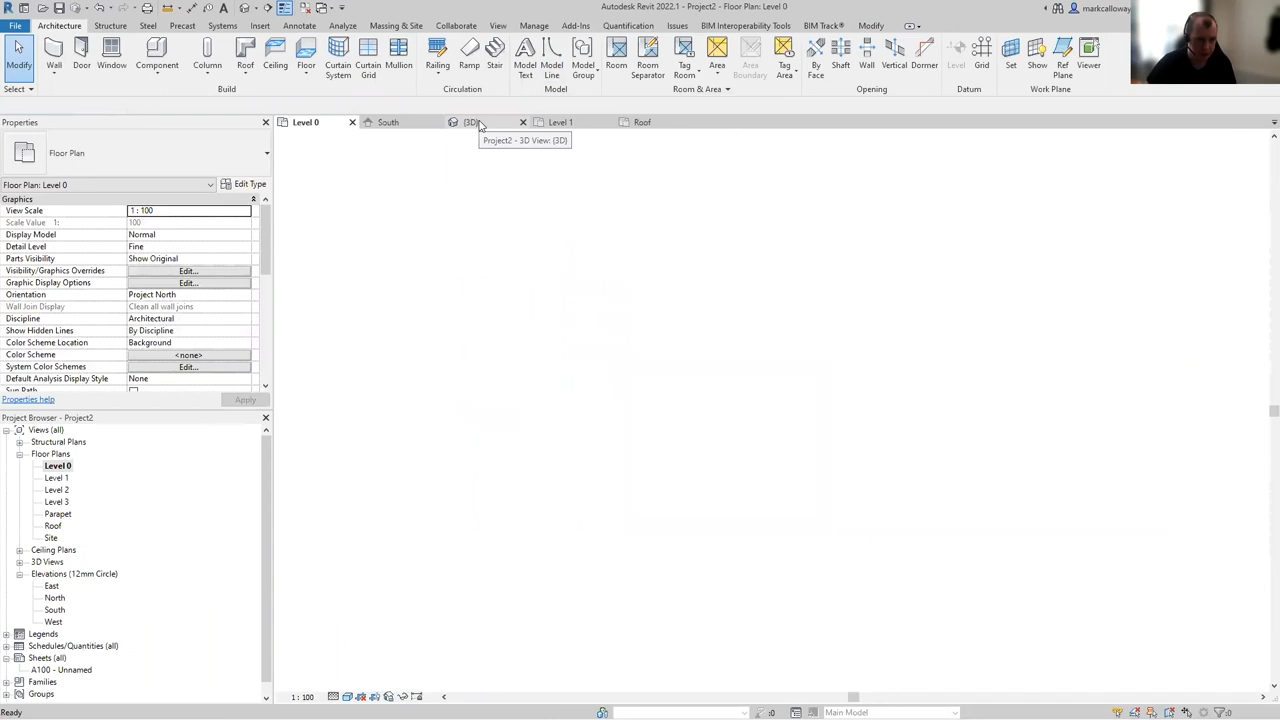 Autodesk Revit 2022.1 - Project2 - Floor Plan: Level 0
markcalloway
File Architecture Structure Steel Precast Systems Insert Annotate Analyze Massing & Site Collaborate View Manage Add-Ins Quantification Issues BIM Interoperability Tools BIM Track® Modify
Modify Wall Door Window Component Column Roof Ceiling Floor Curtain System Curtain Grid Mullion Railing Ramp Stair Model Text Model Line Model Group Room Room Separator Tag Room Area Area Boundary Tag Area By Face Shaft Wall Vertical Dormer Level Grid Set Show Ref Plane Viewer
Select Build Circulation Model Room & Area Opening Datum Work Plane
Properties
Level 0 South {3D} Level 1 Roof
Project2 - 3D View: {3D}
Floor Plan
Floor Plan: Level 0 Edit Type
Graphics
View Scale 1 : 100
Scale Value 1: 100
Display Model Normal
Detail Level Fine
Parts Visibility Show Original
Visibility/Graphics Overrides Edit...
Graphic Display Options Edit...
Orientation Project North
Wall Join Display Clean all wall joins
Discipline Architectural
Show Hidden Lines By Discipline
Color Scheme Location Background
Color Scheme <none>
System Color Schemes Edit...
Default Analysis Display Style None
Sun Path
Properties help Apply
Project Browser - Project2
Views (all)
Structural Plans
Floor Plans
Level 0
Level 1
Level 2
Level 3
Parapet
Roof
Site
Ceiling Plans
3D Views
Elevations (12mm Circle)
East
North
South
West
Legends
Schedules/Quantities (all)
Sheets (all)
A100 - Unnamed
Families
Groups
1 : 100
Ready
:0
Main Model
:0